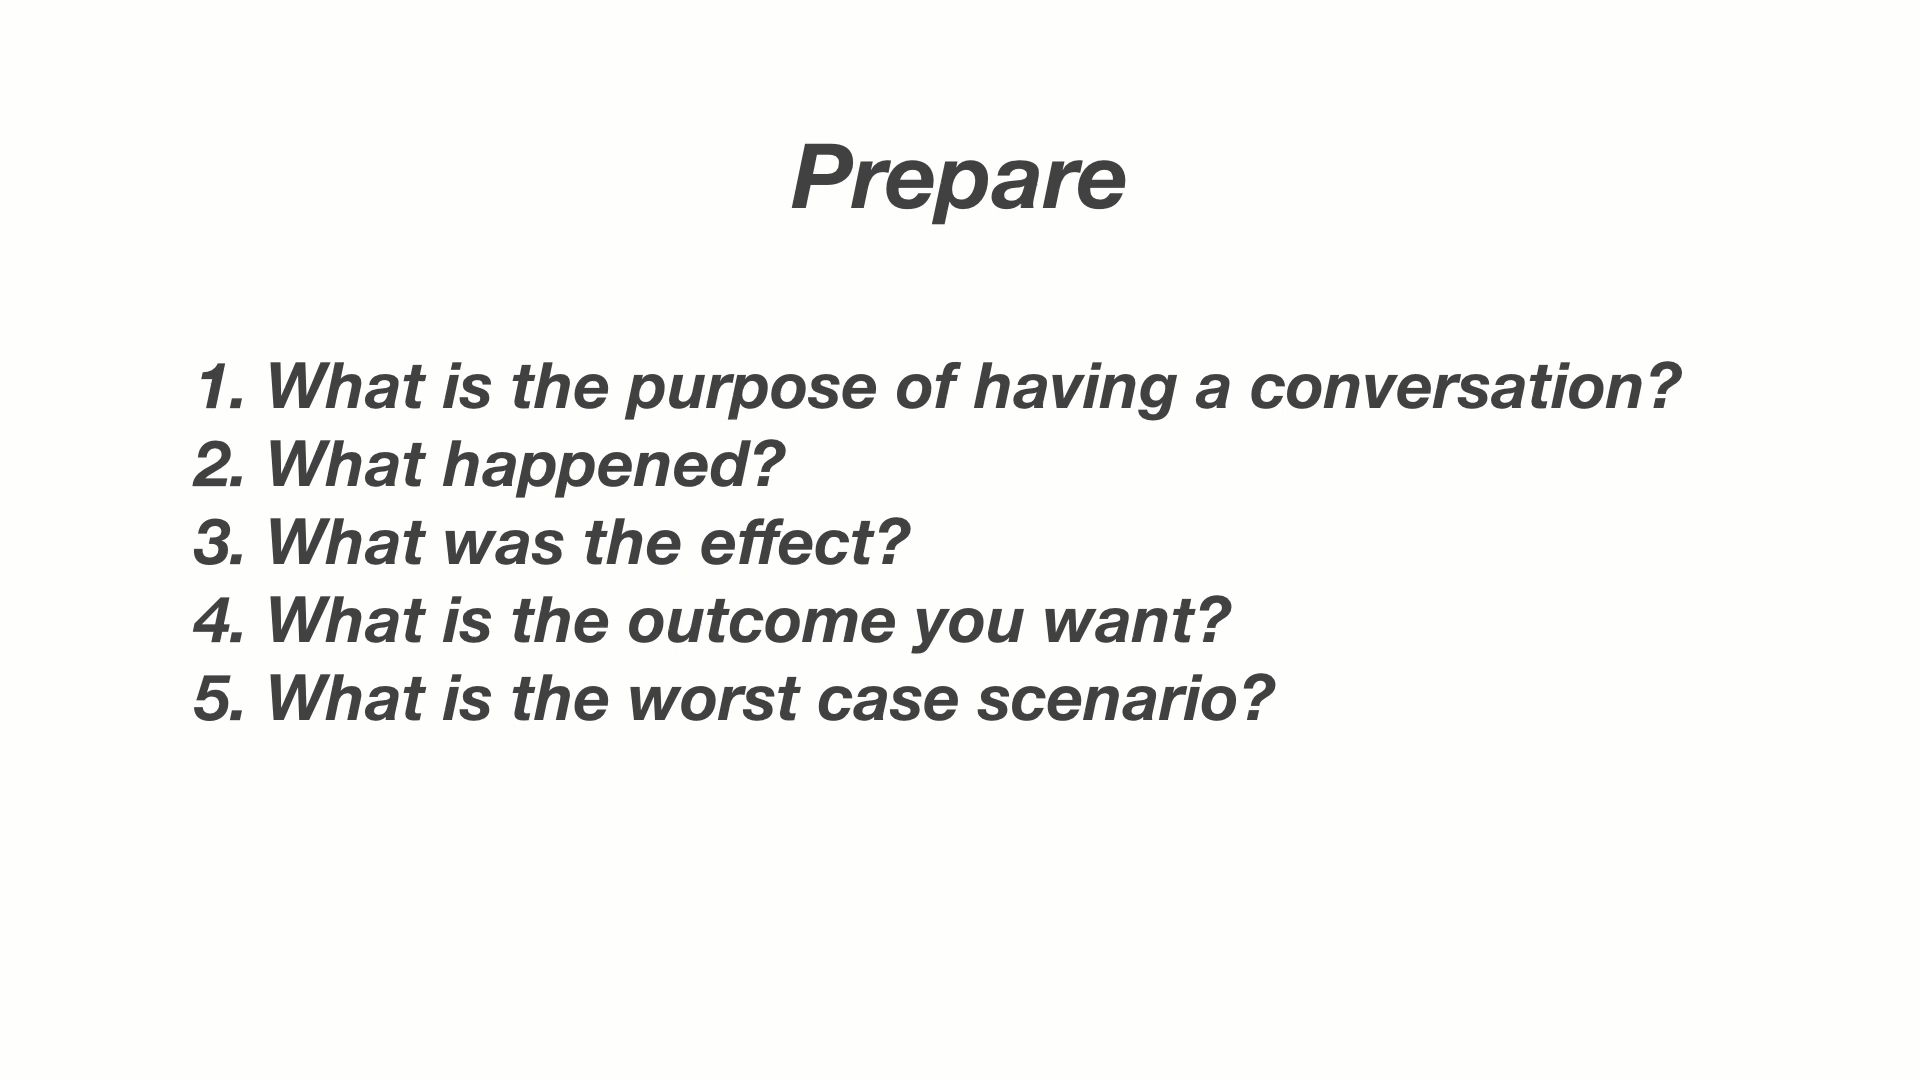 Prepare
1. What is the purpose of having a conversation?
2. What happened?
3. What was the effect?
4. What is the outcome you want?
5. What is the worst case scenario?